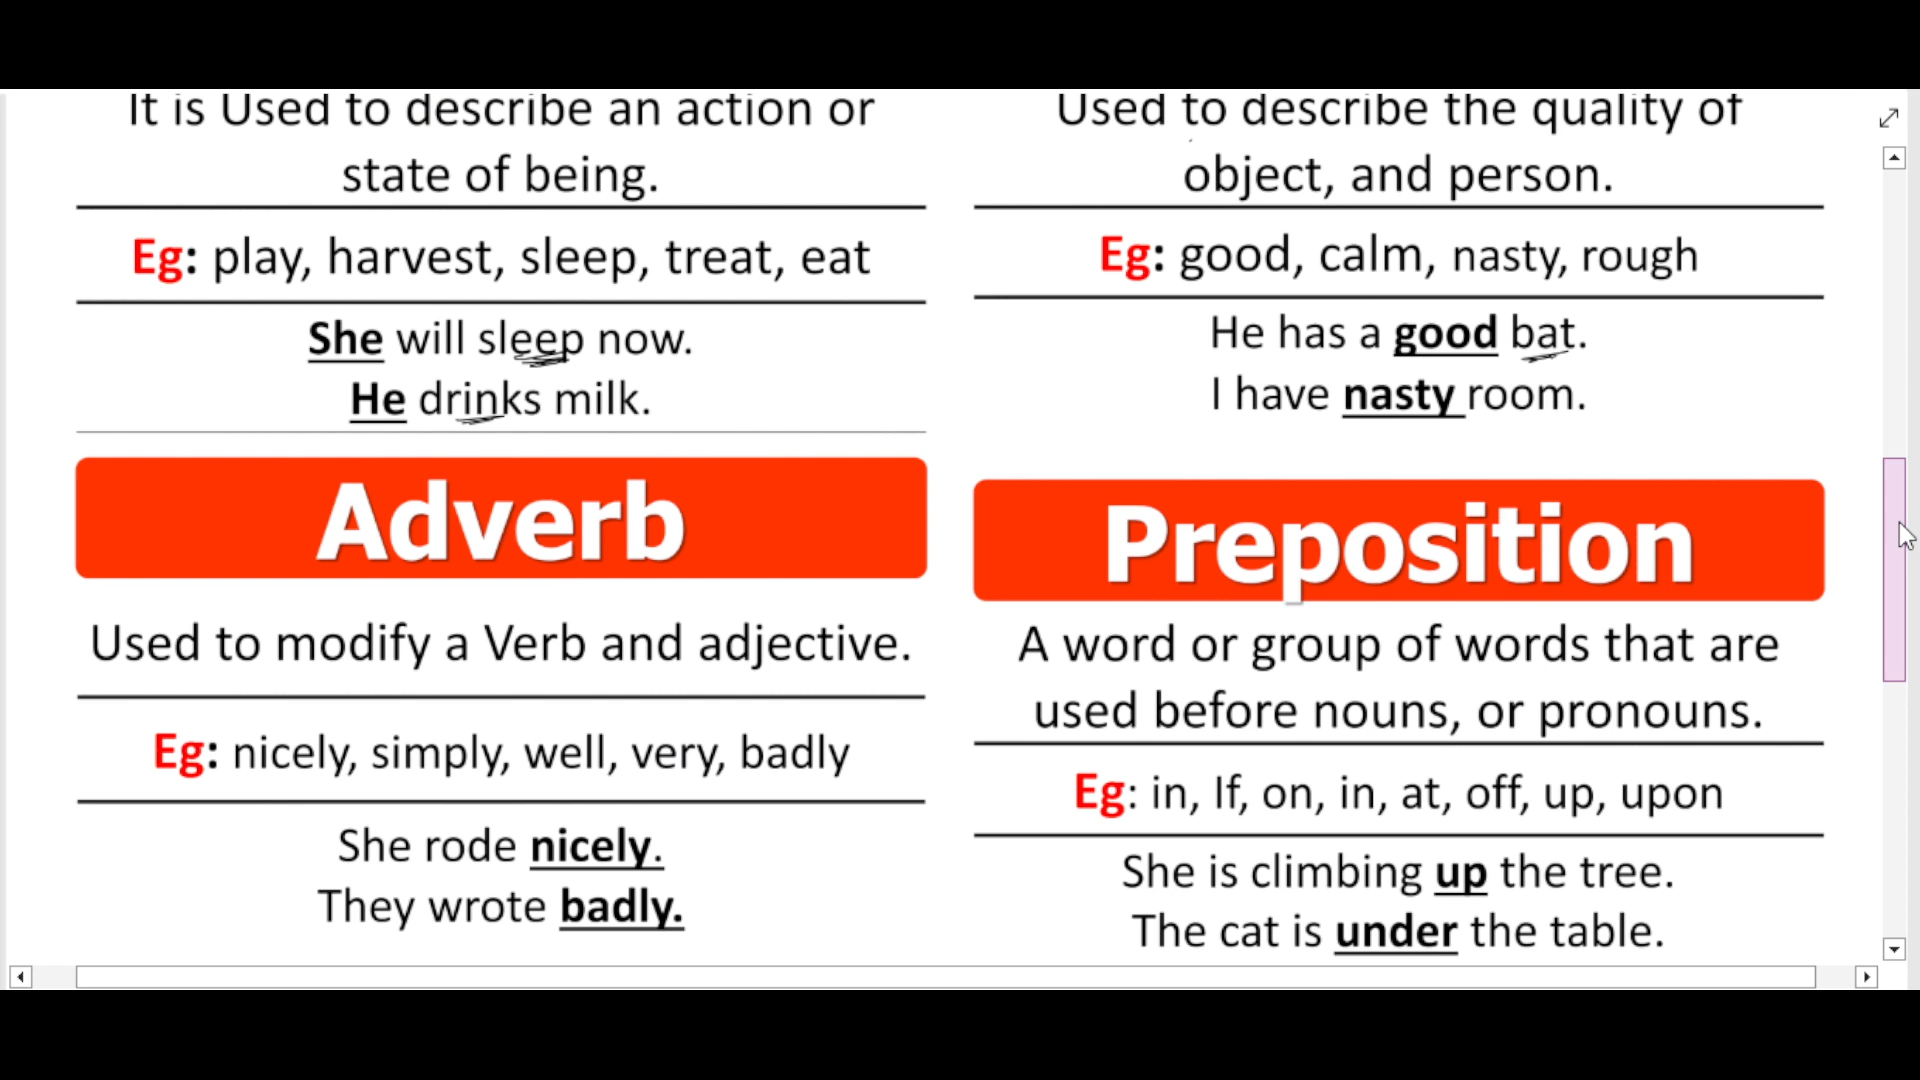 It is Used to describe an action or
state of being.
Eg: play, harvest, sleep, treat, eat
She will sleep now.
He drinks milk.
Adverb
Used to modify a Verb and adjective.
Eg: nicely, simply, well, very, badly
She rode nicely.
They wrote badly.
Used to describe the quality of
object, and person.
Eg: good, calm, nasty, rough
He has a good bat.
I have nasty room.
Preposition
A word or group of words that are
used before nouns, or pronouns.
Eg: in, If, on, in, at, off, up, upon
She is climbing up the tree.
The cat is under the table.